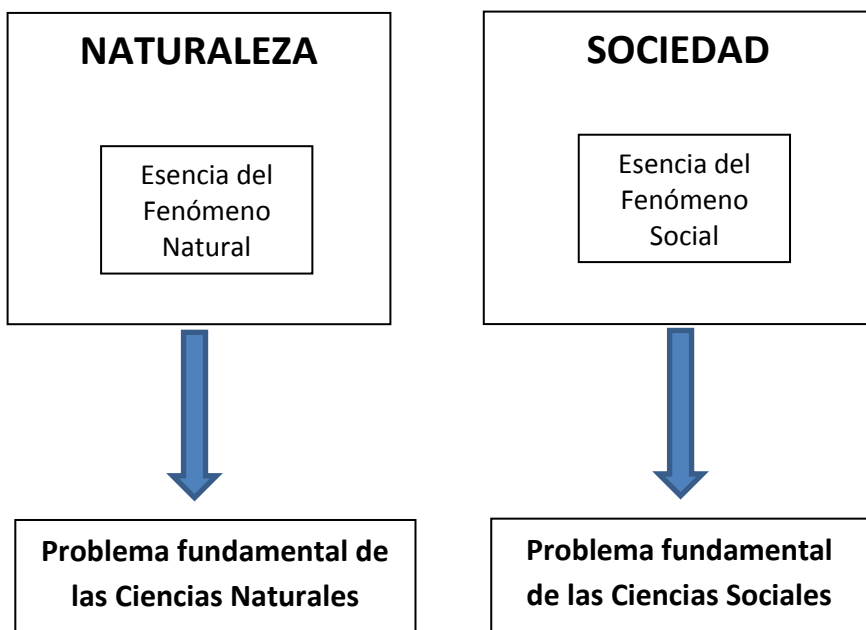 NATURALEZA
Esencia del
Fenómeno
Natural
Problema fundamental de
las Ciencias Naturales
SOCIEDAD
Esencia del
Fenómeno
Social
Problema fundamental
de las Ciencias Sociales